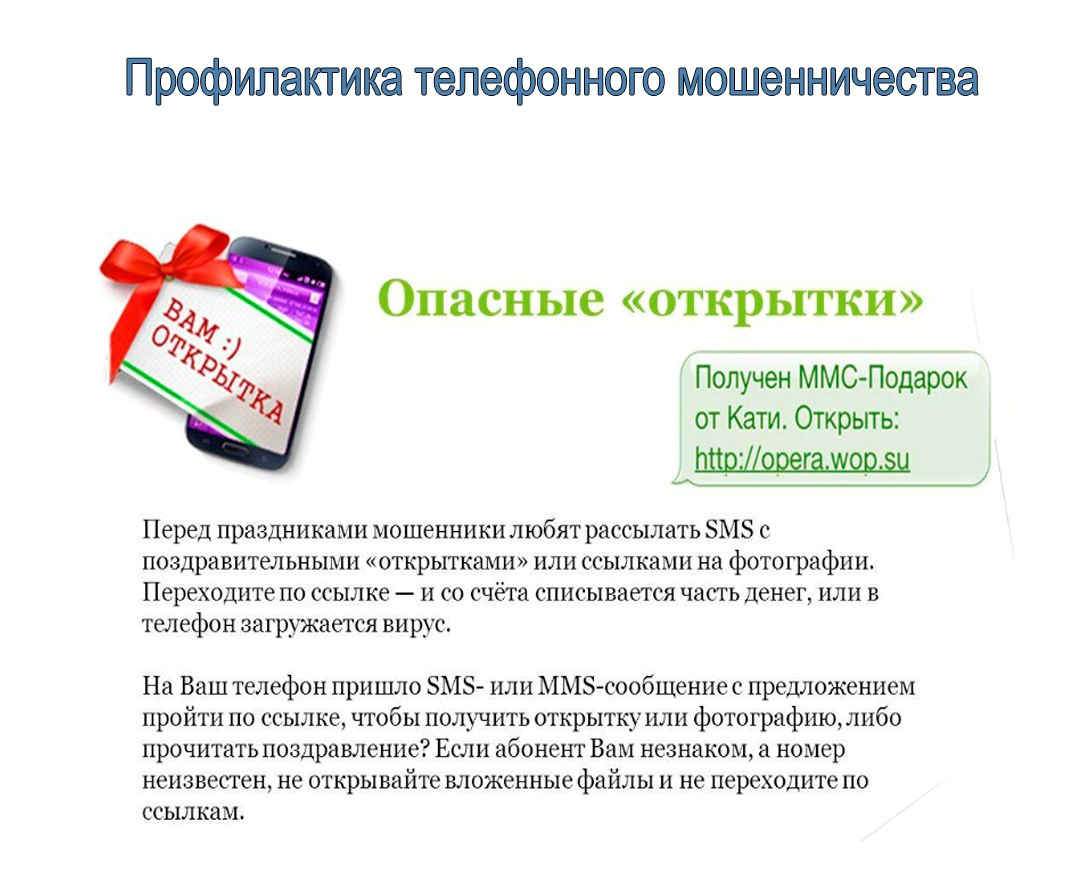 Профилактика телефонного мошенничества
ВАМ :)
ОТКРЫТКА
Опасные «открытки»
Получен ММС-Подарок
от Кати. Открыть:
http://opera.wop.su
Перед праздниками мошенники любят рассылать SMS с
поздравительными «открытками» или ссылками на фотографии.
Переходите по ссылке — и со счёта списывается часть денег, или в
телефон загружается вирус.
На Ваш телефон пришло SMS- или MMS-сообщение с предложением
пройти по ссылке, чтобы получить открытку или фотографию, либо
прочитать поздравление? Если абонент Вам незнаком, а номер
неизвестен, не открывайте вложенные файлы и не переходите по
ссылкам.